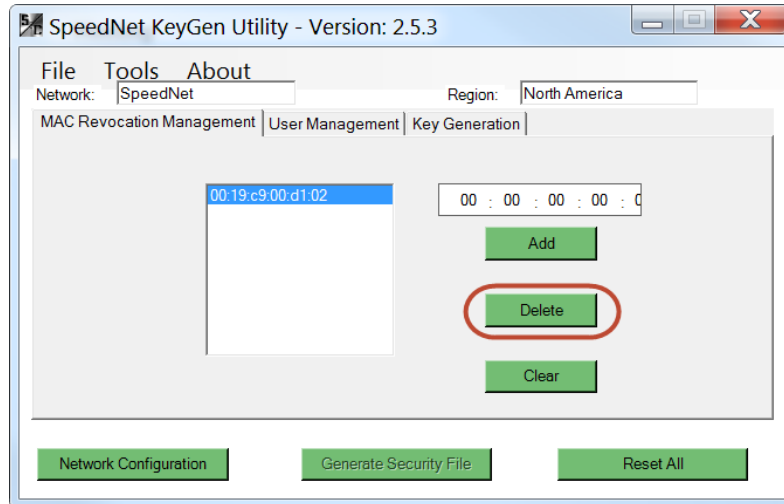 SpeedNet KeyGen Utility - Version: 2.5.3
File Tools About
Network: SpeedNet Region: North America
MAC Revocation Management User Management Key Generation
00:19:c9:00:d1:02
00 : 00 : 00 : 00 :
Add
Delete
Clear
Network Configuration Generate Security File Reset All